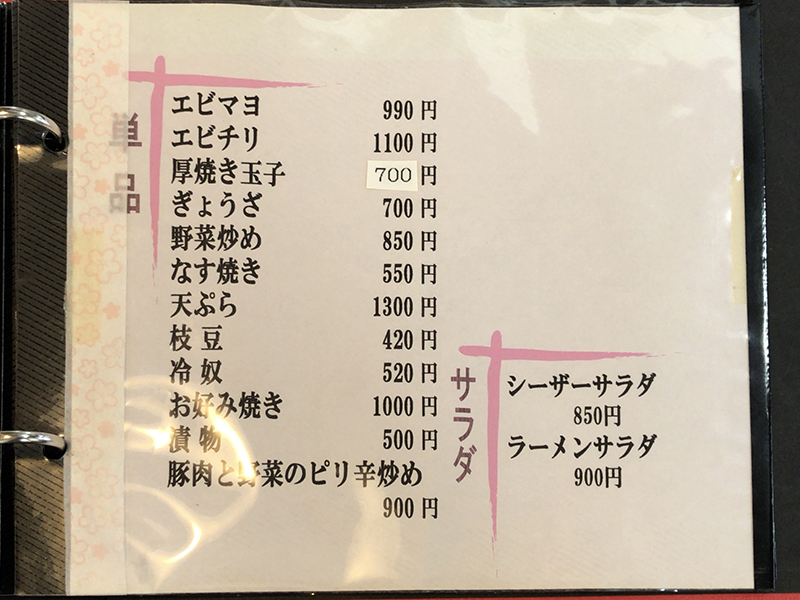 単品
エビマヨ 990円
エビチリ 1100円
厚焼き玉子 700円
ぎょうざ 700円
野菜炒め 850円
なす焼き 550円
天ぷら 1300円
枝豆 420円
冷奴 520円
お好み焼き 1000円
漬物 500円
豚肉と野菜のピリ辛炒め
900円
サラダ
シーザーサラダ
850円
ラーメンサラダ
900円